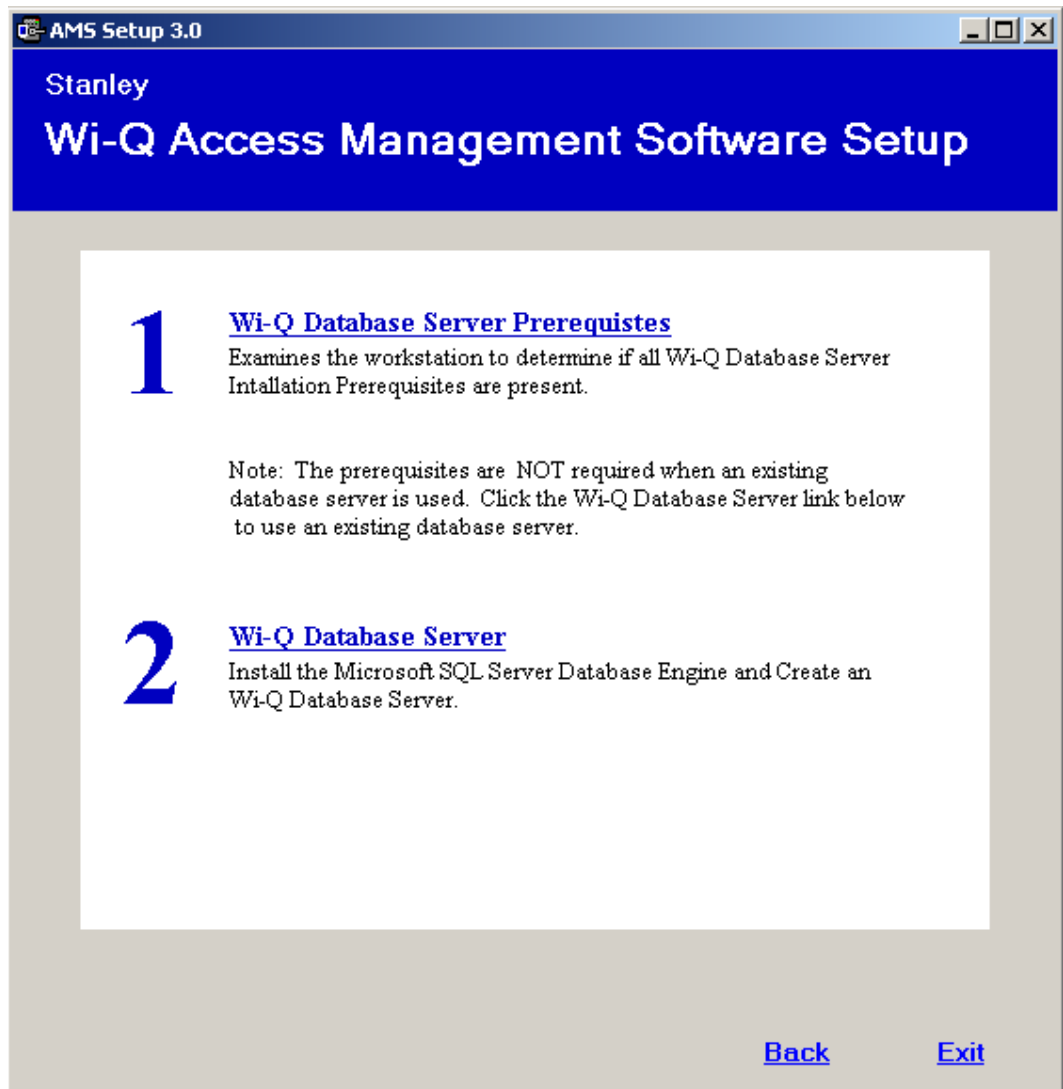 AMS Setup 3.0
Stanley
Wi-Q Access Management Software Setup
1
Wi-Q Database Server Prerequistes
Examines the workstation to determine if all Wi-Q Database Server
Intallation Prerequisites are present.
Note: The prerequisites are NOT required when an existing
database server is used. Click the Wi-Q Database Server link below
to use an existing database server.
2
Wi-Q Database Server
Install the Microsoft SQL Server Database Engine and Create an
Wi-Q Database Server.
Back Exit